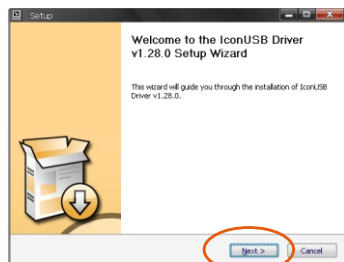 Setup
Welcome to the IconUSB Driver
v1.28.0 Setup Wizard
This wizard will guide you through the installation of IconUSB
Driver v1.28.0.
Next >
Cancel